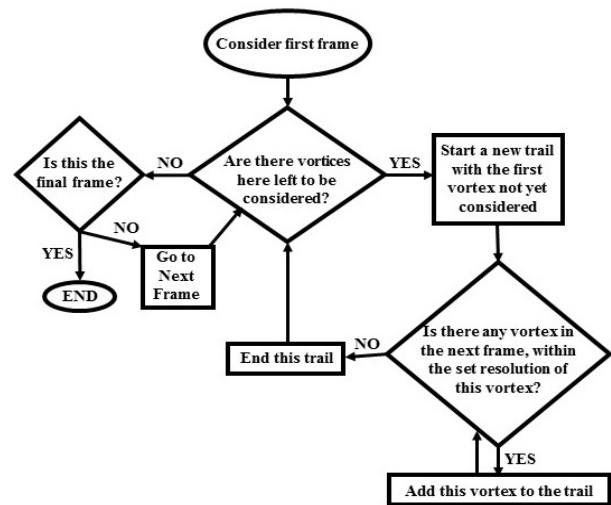 Consider first frame
Is this the
final frame?
NO
Are there vortices
here left to be
considered?
YES
Start a new trail
with the first
vortex not yet
considered
NO
YES
Go to
Next
Frame
END
Is there any vortex in
the next frame, within
the set resolution of
this vortex?
NO
End this trail
YES
Add this vortex to the trail